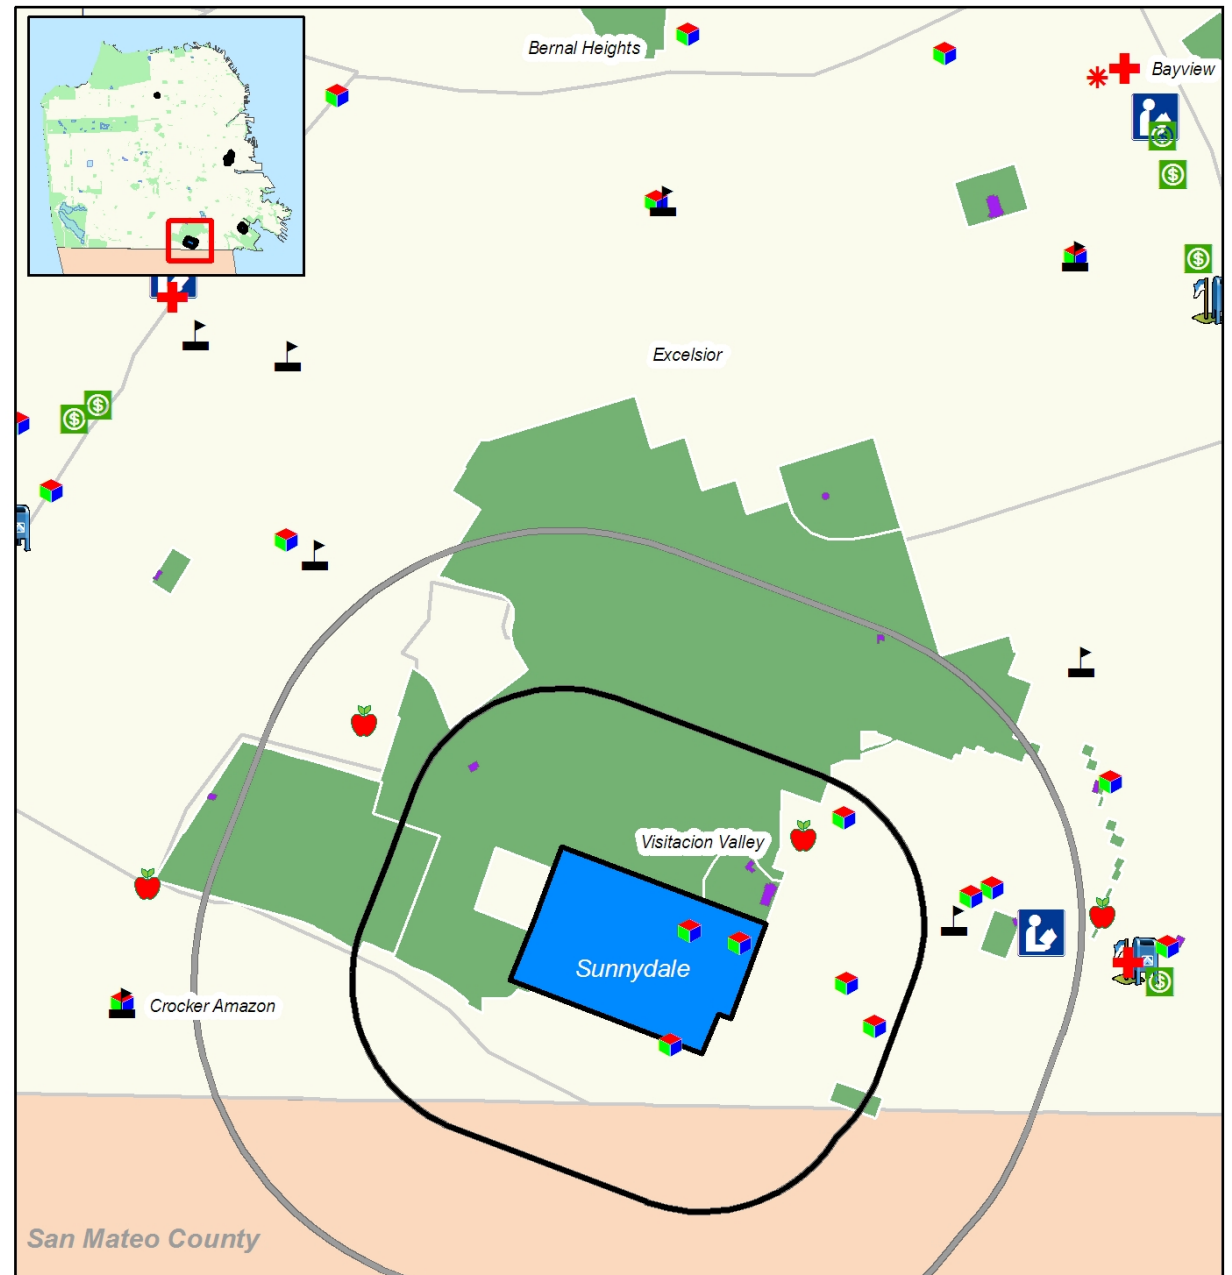 Bernal Heights
Bayview
Excelsior
Visitacion Valley
Sunnydale
Crocker Amazon
San Mateo County